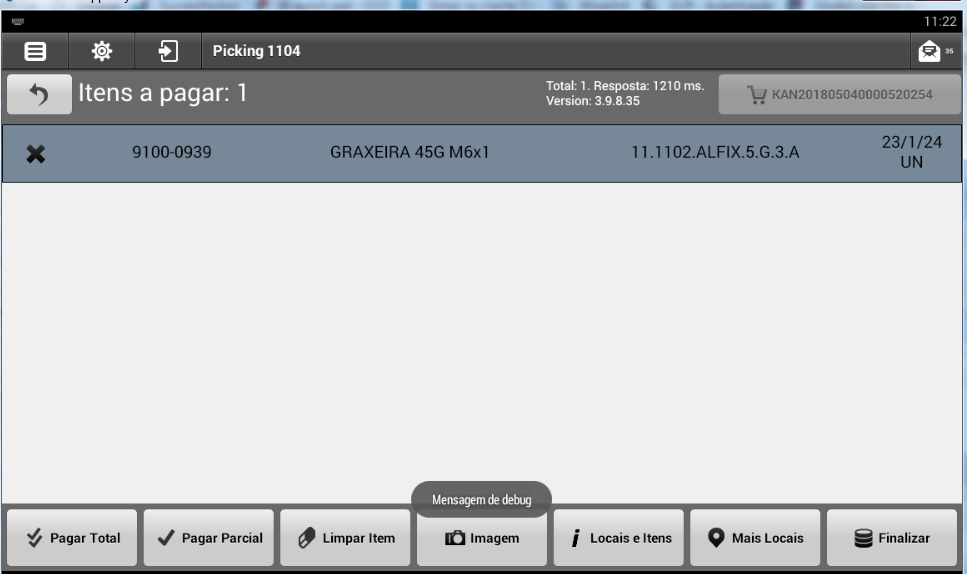 11:22
Picking 1104
35
Itens a pagar: 1
Total: 1. Resposta: 1210 ms.
Version: 3.9.8.35
KAN201805040000520254
9100-0939
GRAXEIRA 45G M6x1
11.1102.ALFIX.5.G.3.A
23/1/24
UN
Mensagem de debug
Pagar Total
Pagar Parcial
Limpar Item
Imagem
i Locais e Itens
Mais Locais
Finalizar